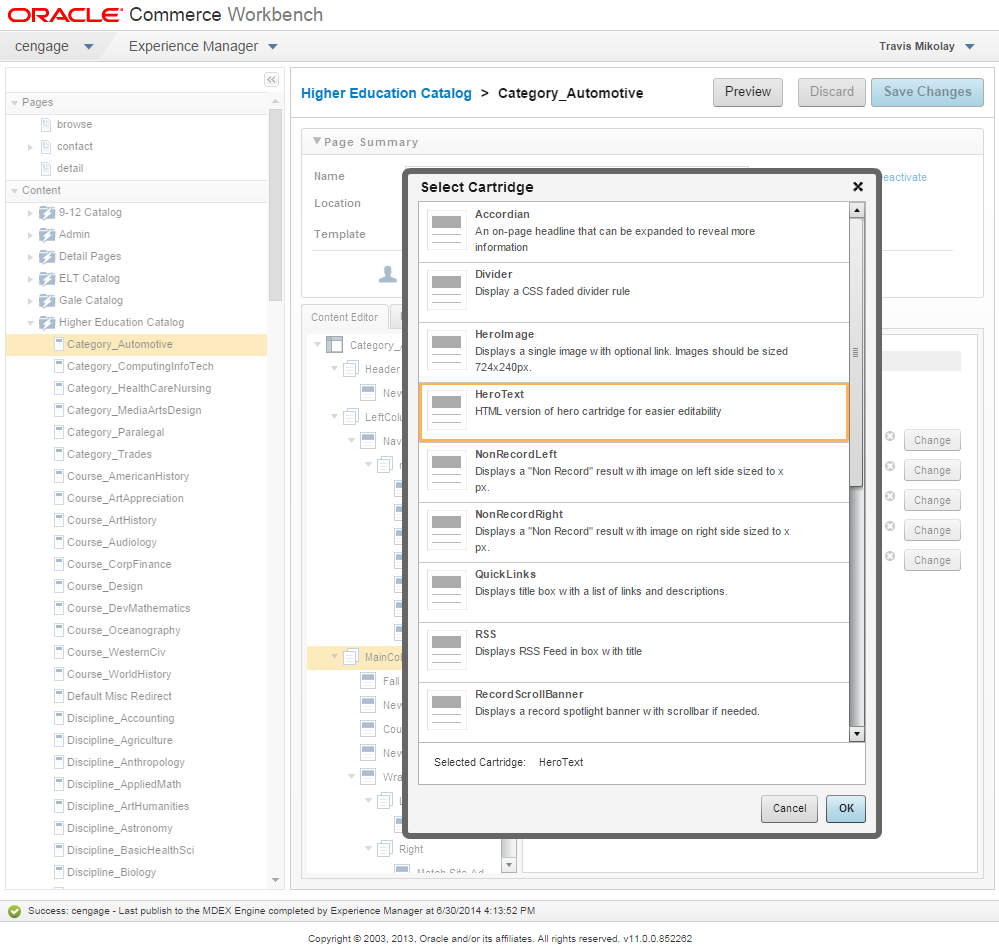 ORACLE Commerce Workbench
cengage Experience Manager Travis Mikolay
Pages
browse
contact
detail
Content
9-12 Catalog
Admin
Detail Pages
ELT Catalog
Gale Catalog
Higher Education Catalog
Category_Automotive
Category_ComputingInfoTech
Category_HealthCareNursing
Category_MediaArtsDesign
Category_Paralegal
Category_Trades
Course_AmericanHistory
Course_ArtAppreciation
Course_ArtHistory
Course_Audiology
Course_CorpFinance
Course_Design
Course_DevMathematics
Course_Oceanography
Course_WesternCiv
Course_WorldHistory
Default Misc Redirect
Discipline_Accounting
Discipline_Agriculture
Discipline_Anthropology
Discipline_AppliedMath
Discipline_ArtHumanities
Discipline_Astronomy
Discipline_BasicHealthSci
Discipline_Biology
Higher Education Catalog > Category_Automotive Preview Discard Save Changes
Page Summary
Name
Location
Template
eactivate
Content Editor
Category_
Header
New
LeftColu
Nav
MainCol
Fall
New
Cou
New
Wra
Right
Match Site Ad
Change
Change
Change
Change
Change
Select Cartridge
Accordian
An on-page headline that can be expanded to reveal more
information
Divider
Display a CSS faded divider rule
HeroImage
Displays a single image with optional link. Images should be sized
724x240px.
HeroText
HTML version of hero cartridge for easier editability
NonRecordLeft
Displays a "Non Record" result with image on left side sized to x
px.
NonRecordRight
Displays a "Non Record" result with image on right side sized to x
px.
QuickLinks
Displays title box with a list of links and descriptions.
RSS
Displays RSS Feed in box with title
RecordScrollBanner
Displays a record spotlight banner with scrollbar if needed.
Selected Cartridge: HeroText
Cancel OK
Success: cengage - Last publish to the MDEX Engine completed by Experience Manager at 6/30/2014 4:13:52 PM
Copyright © 2003, 2013, Oracle and/or its affiliates. All rights reserved. v11.0.0.852262